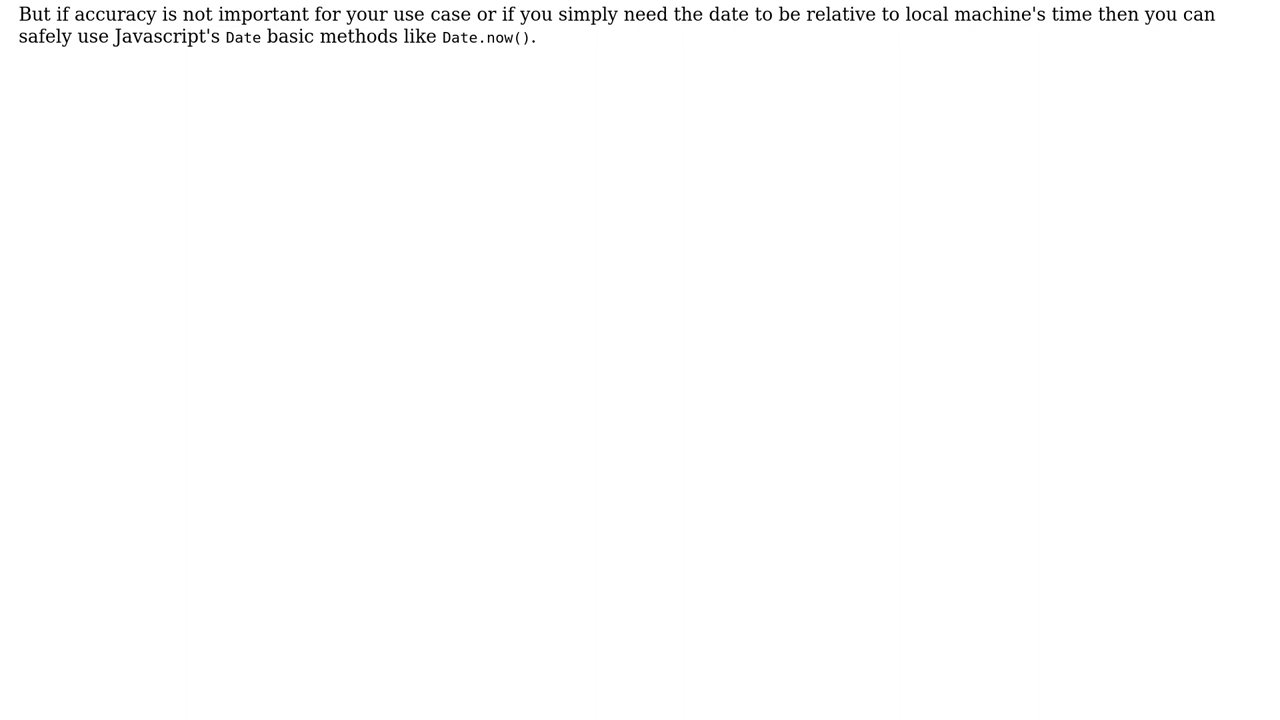 But if accuracy is not important for your use case or if you simply need the date to be relative to local machine's time then you can
safely use Javascript's Date basic methods like Date.now().